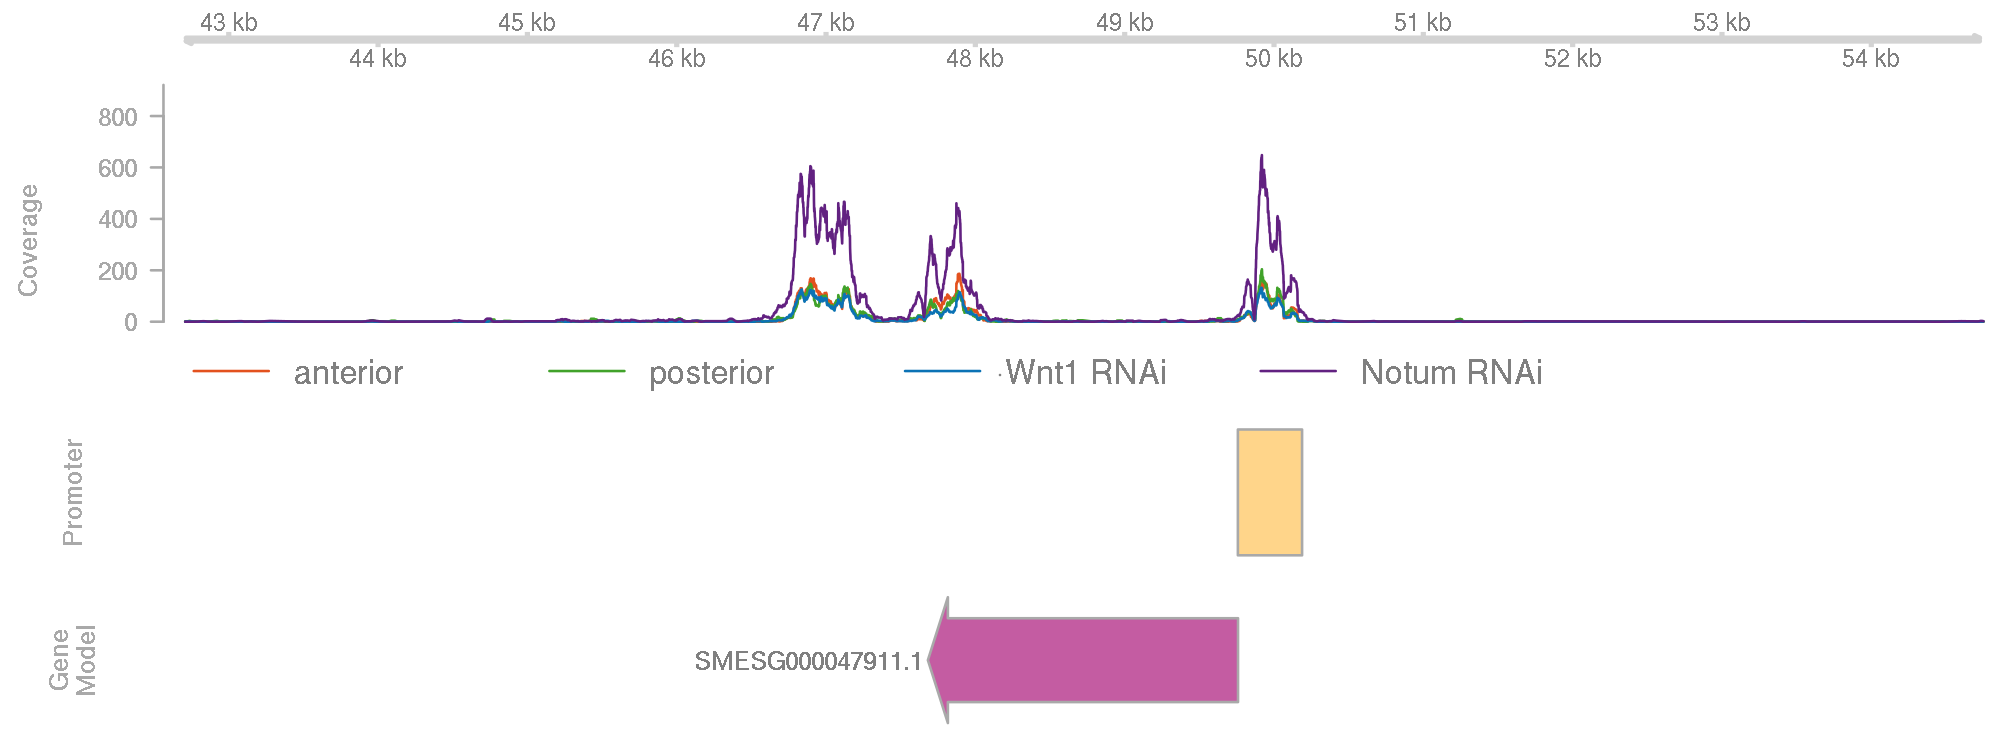 43 kb 45 kb 47 kb 49 kb 51 kb 53 kb
44 kb 46 kb 48 kb 50 kb 52 kb 54 kb
Coverage
800
600
400
200
0
anterior posterior Wnt1 RNAi Notum RNAi
Promoter
Gene
Model
SMESG000047911.1